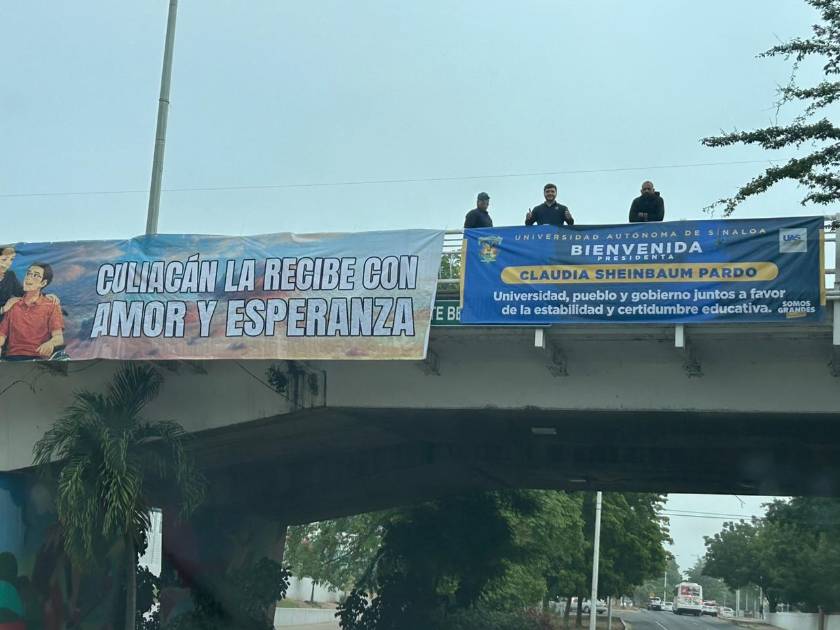 CULIACÁN LA RECIBE CON
AMOR Y ESPERANZA
UNIVERSIDAD AUTÓNOMA DE SINALOA
BIENVENIDA
PRESIDENTA
CLAUDIA SHEINBAUM PARDO
Universidad, pueblo y gobierno juntos a favor
de la estabilidad y certidumbre educativa.
UAS
SOMOS
GRANDES